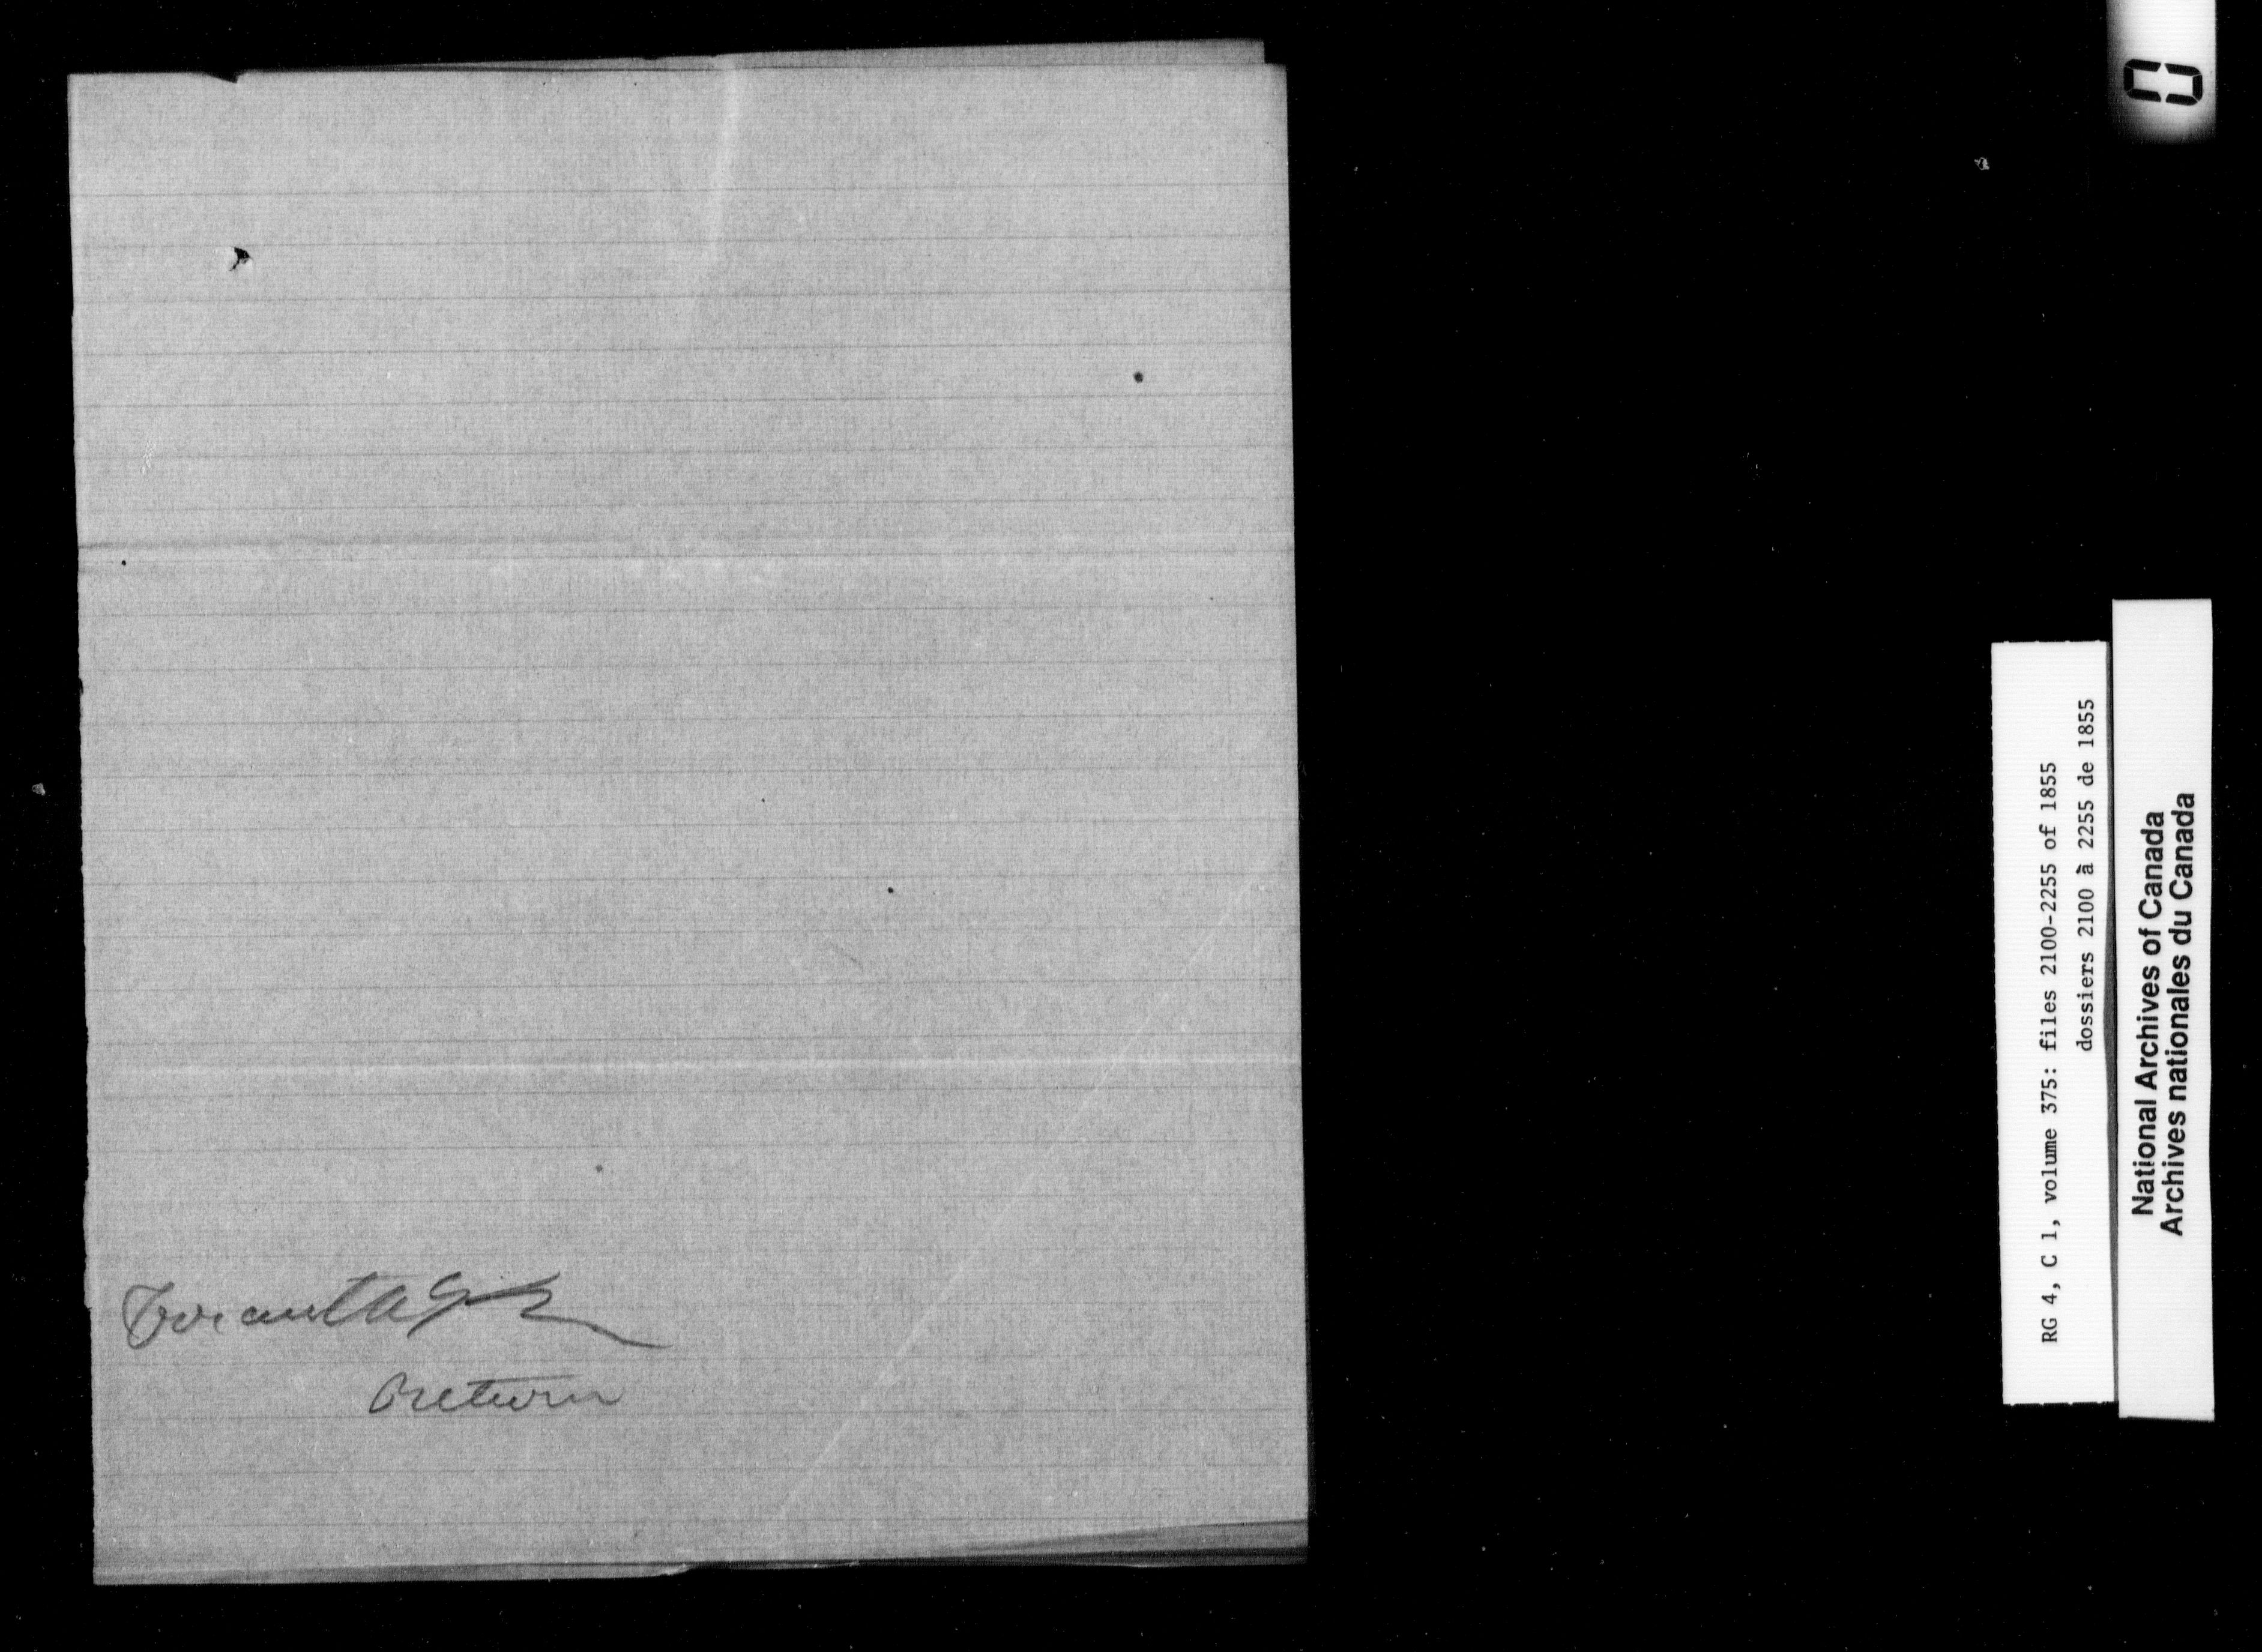 return
RG 4, C 1, volume 375: files 2100-2255 of 1855
dossiers 2100 à 2255 de 1855
National Archives of Canada
Archives nationales du Canada
0